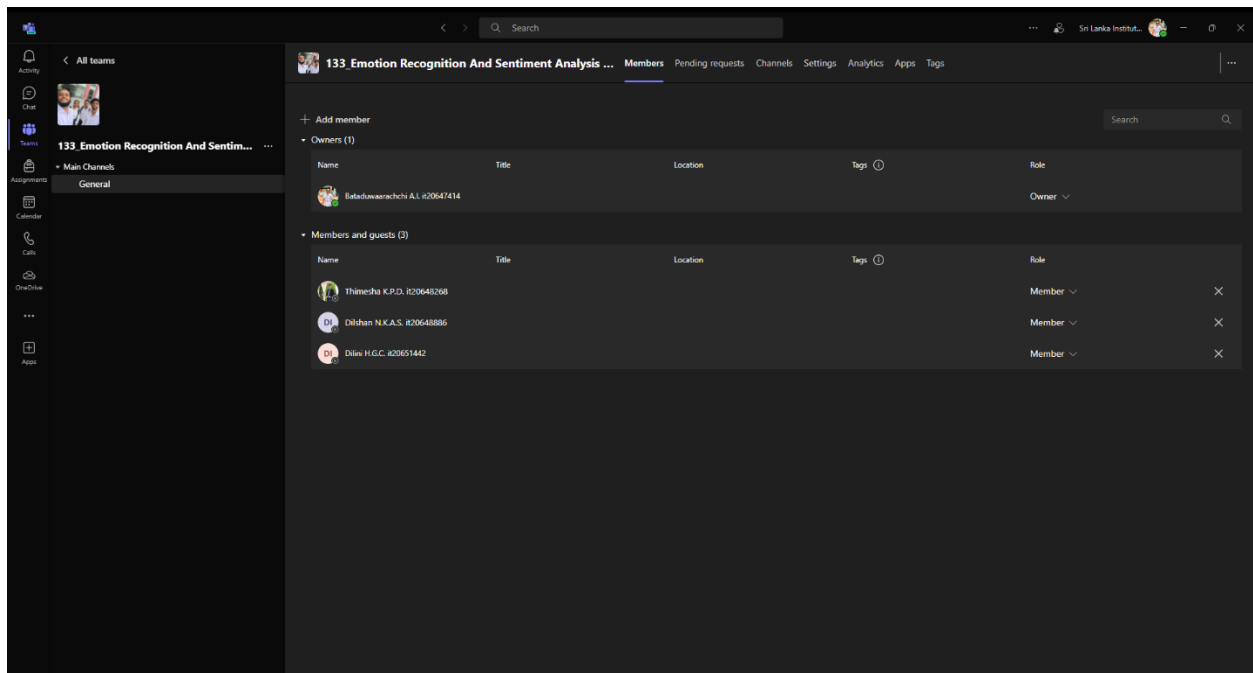 Search
Sri Lanka Institut...
Activity
Chat
Teams
Assignments
Calendar
Calls
OneDrive
Apps
All teams
133_Emotion Recognition And Sentim...
Main Channels
General
133_Emotion Recognition And Sentiment Analysis ... Members Pending requests Channels Settings Analytics Apps Tags
Add member Search
Owners (1)
Name Title Location Tags Role
Bataduwaarachchi A.I. it20647414 Owner
Members and guests (3)
Name Title Location Tags Role
Thimesha K.P.D. it20648268 Member
DI Dilshan N.K.A.S. it20648886 Member
DI Dilini H.G.C. it20651442 Member